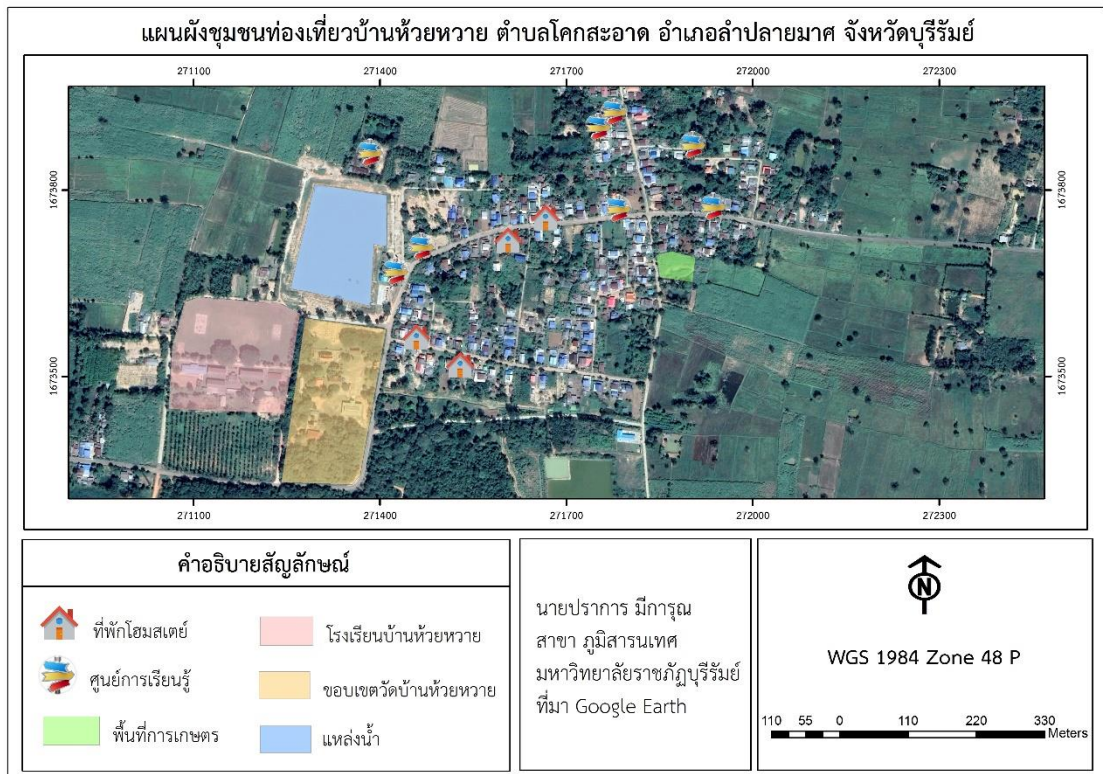 แผนผังชุมชนท่องเที่ยวบ้านห้วยหวาย ตำบลโคกสะอาด อำเภอลำปลายมาศ จังหวัดบุรีรัมย์
271100 271400 271700 272000 272300
1673800 1673800
1673500 1673500
271100 271400 271700 272000 272300
คำอธิบายสัญลักษณ์
ที่พักโฮมสเตย์
ศูนย์การเรียนรู้
พื้นที่การเกษตร
โรงเรียนบ้านห้วยหวาย
ขอบเขตวัดบ้านห้วยหวาย
แหล่งน้ำ
นายปราการ มีการุณ
สาขา ภูมิสารนเทศ
มหาวิทยาลัยราชภัฏบุรีรัมย์
ที่มา Google Earth
N
WGS 1984 Zone 48 P
110 55 0 110 220 330
Meters